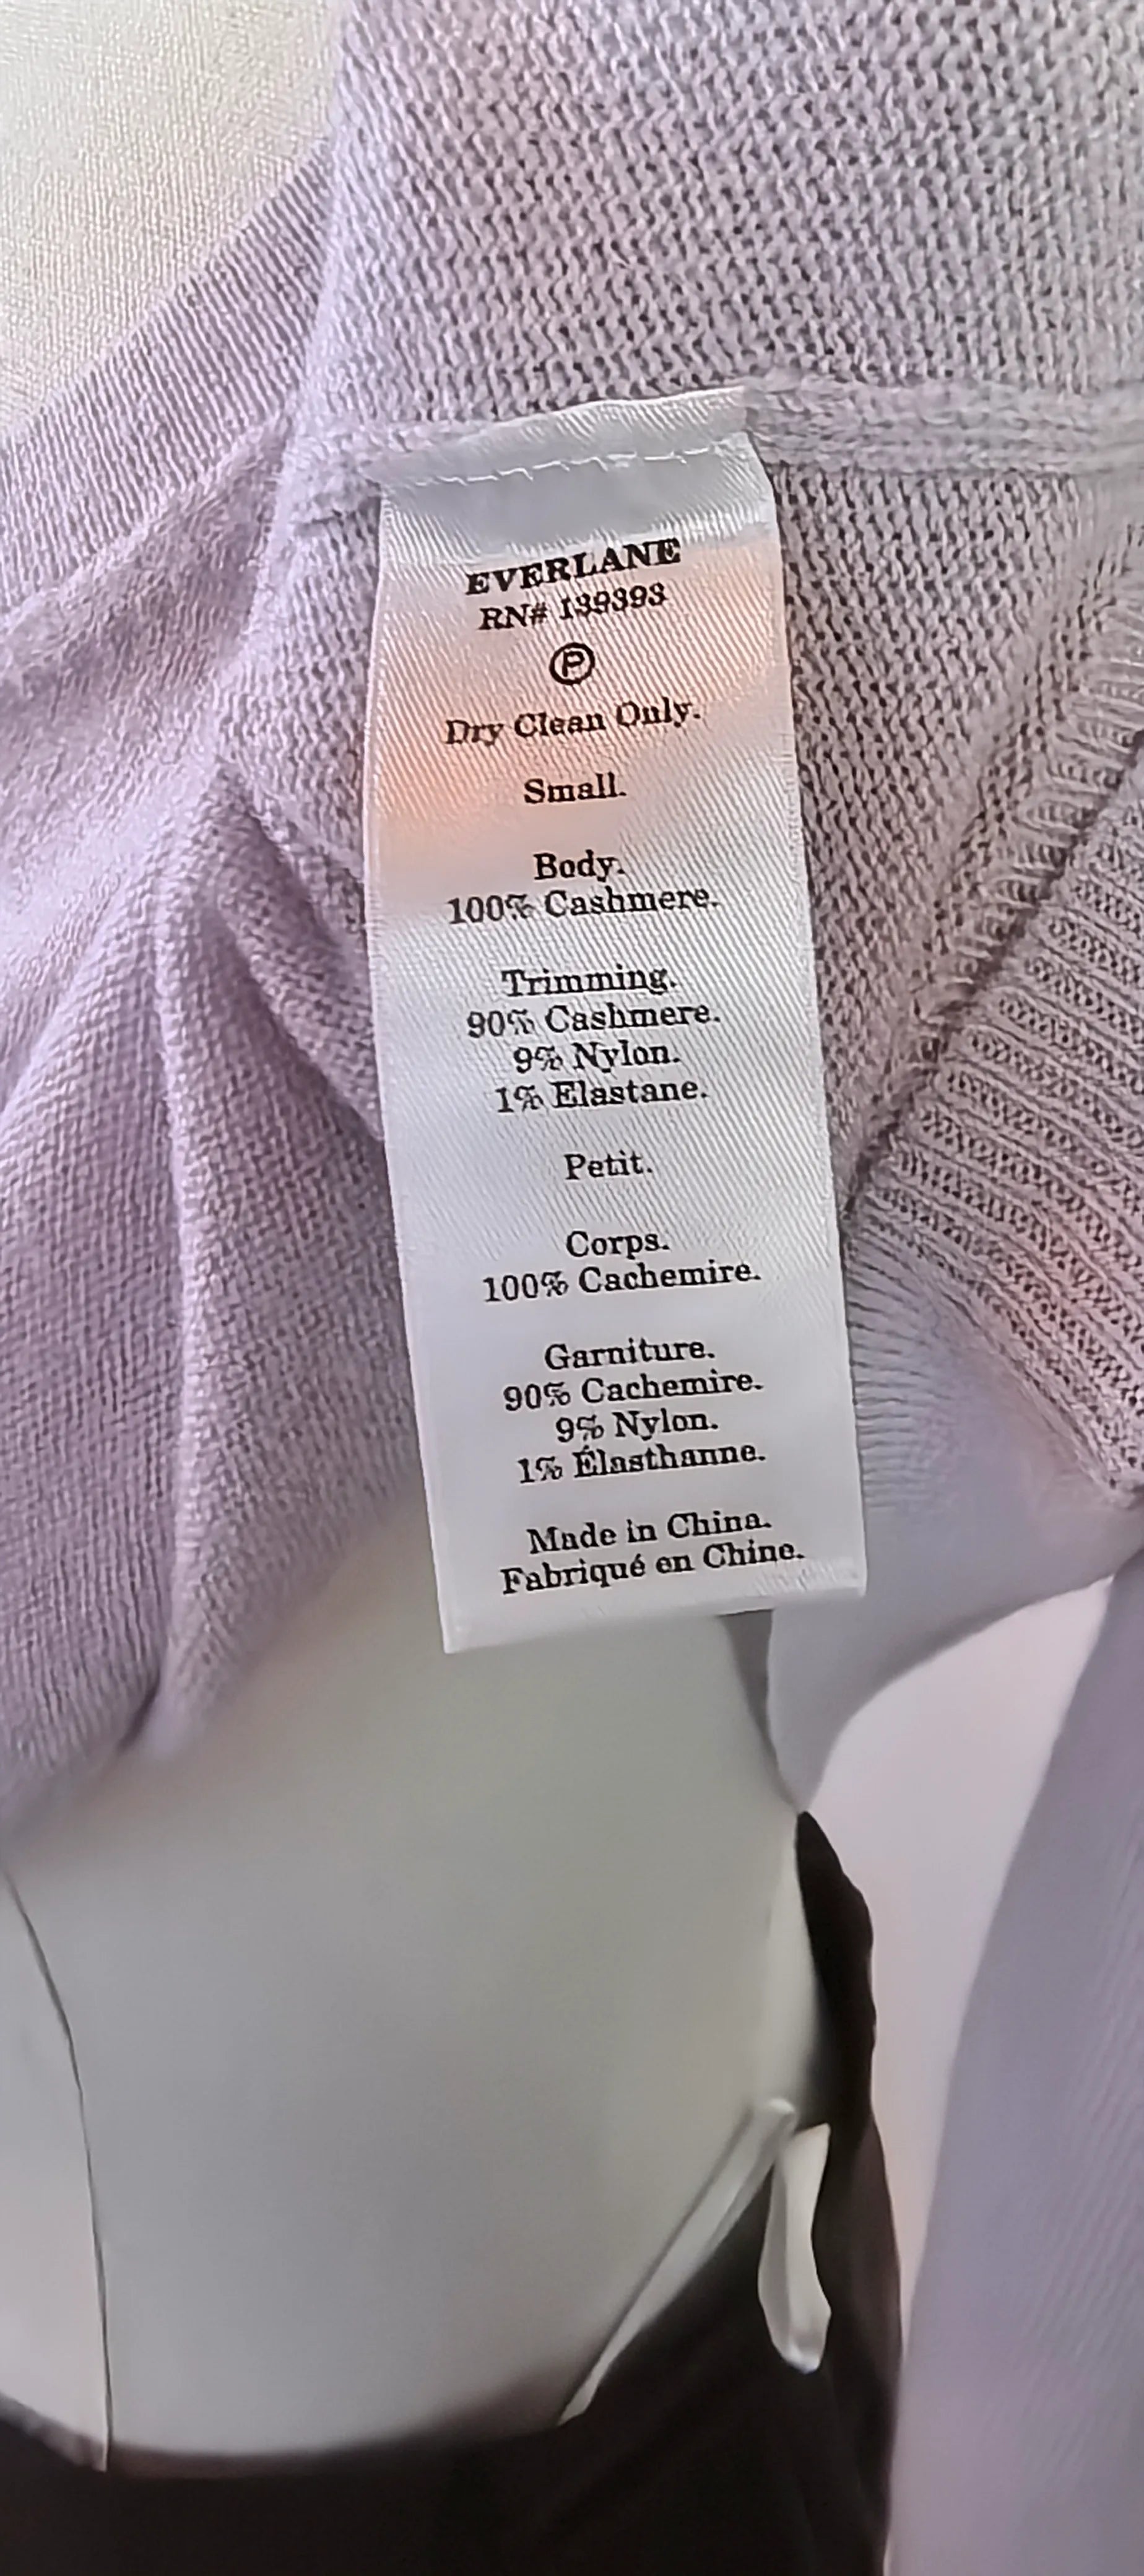 EVERLANE
RN# 139393
P
Dry Clean Only.
Small.
Body.
100% Cashmere.
Trimming.
90% Cashmere.
9% Nylon.
1% Elastane.
Petit.
Corps.
100% Cachemire.
Garniture.
90% Cachemire.
9% Nylon.
1% Élasthanne.
Made in China.
Fabriqué en Chine.